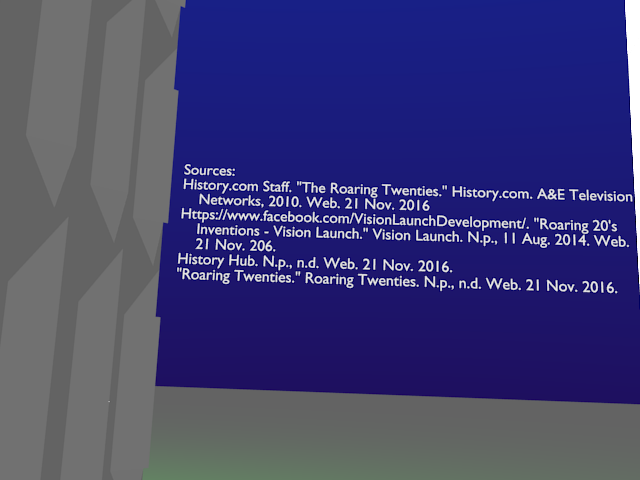 Sources:
History.com Staff. "The Roaring Twenties." History.com. A&E Television
Networks, 2010. Web. 21 Nov. 2016
Https://www.facebook.com/VisionLaunchDevelopment/. "Roaring 20's
Inventions - Vision Launch." Vision Launch. N.p., 11 Aug. 2014. Web.
21 Nov. 206.
History Hub. N.p., n.d. Web. 21 Nov. 2016.
"Roaring Twenties." Roaring Twenties. N.p., n.d. Web. 21 Nov. 2016.